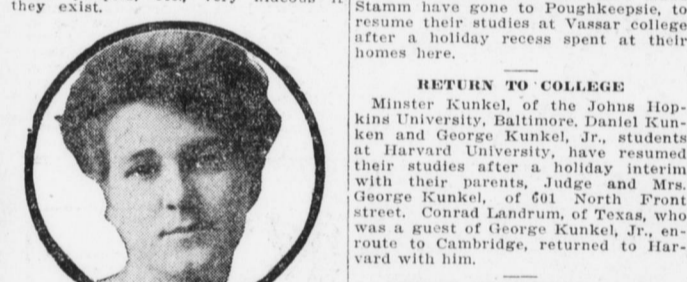 they exist.
Stamm have gone to Poughkeepsie, to
resume their studies at Vassar college
after a holiday recess spent at their
homes here.
RETURN TO COLLEGE
Minster Kunkel, of the Johns Hop-
kins University, Baltimore, Daniel Kun-
ken and George Kunkel, Jr., students
at Harvard University, have resumed
their studies after a holiday interim
with their parents, Judge and Mrs.
George Kunkel, of 601 North Front
street. Conrad Landrum, of Texas, who
was a guest of George Kunkel, Jr., en-
route to Cambridge, returned to Har-
vard with him.